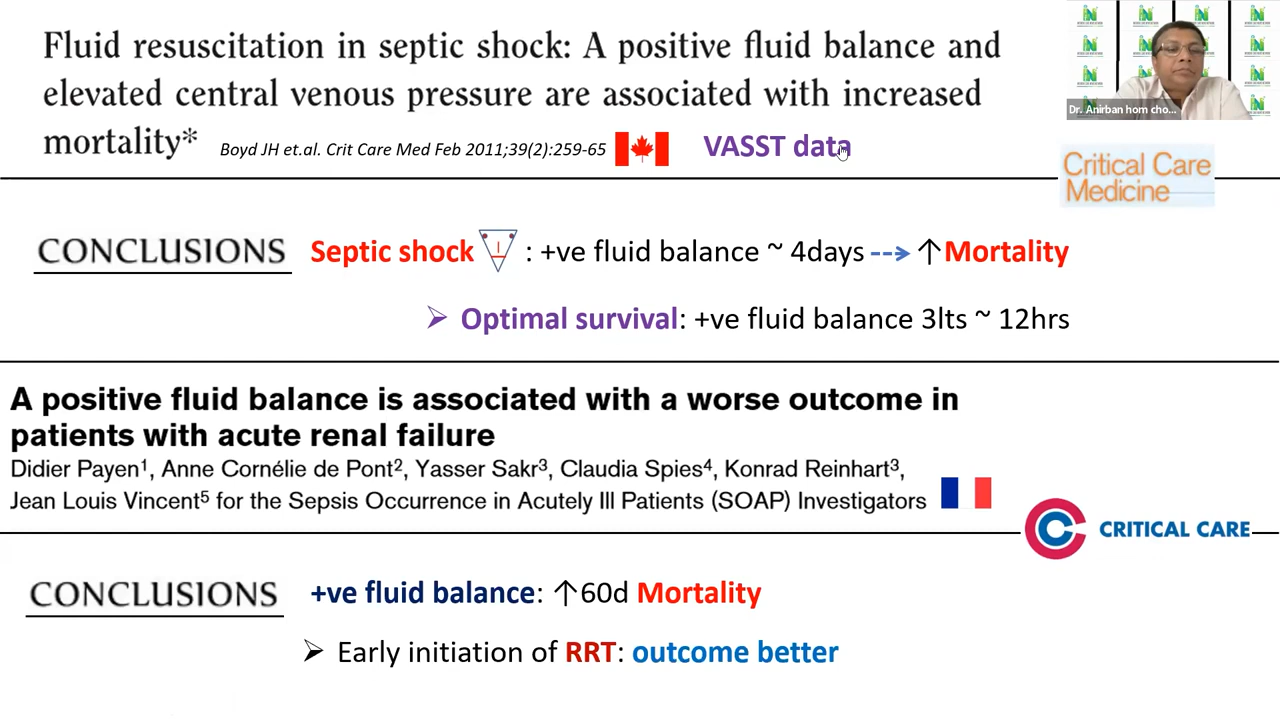 Fluid resuscitation in septic shock: A positive fluid balance and
elevated central venous pressure are associated with increased
mortality* Boyd JH et.al. Crit Care Med Feb 2011;39(2):259-65 VASST data
Dr. Anirban hom cho...
Critical Care
Medicine
CONCLUSIONS Septic shock : +ve fluid balance ~ 4days --→ ↑Mortality
➢ Optimal survival: +ve fluid balance 3lts ~ 12hrs
A positive fluid balance is associated with a worse outcome in
patients with acute renal failure
Didier Payen¹, Anne Cornélie de Pont², Yasser Sakr³, Claudia Spies⁴, Konrad Reinhart³,
Jean Louis Vincent⁵ for the Sepsis Occurrence in Acutely Ill Patients (SOAP) Investigators
CRITICAL CARE
CONCLUSIONS +ve fluid balance: ↑60d Mortality
➢ Early initiation of RRT: outcome better